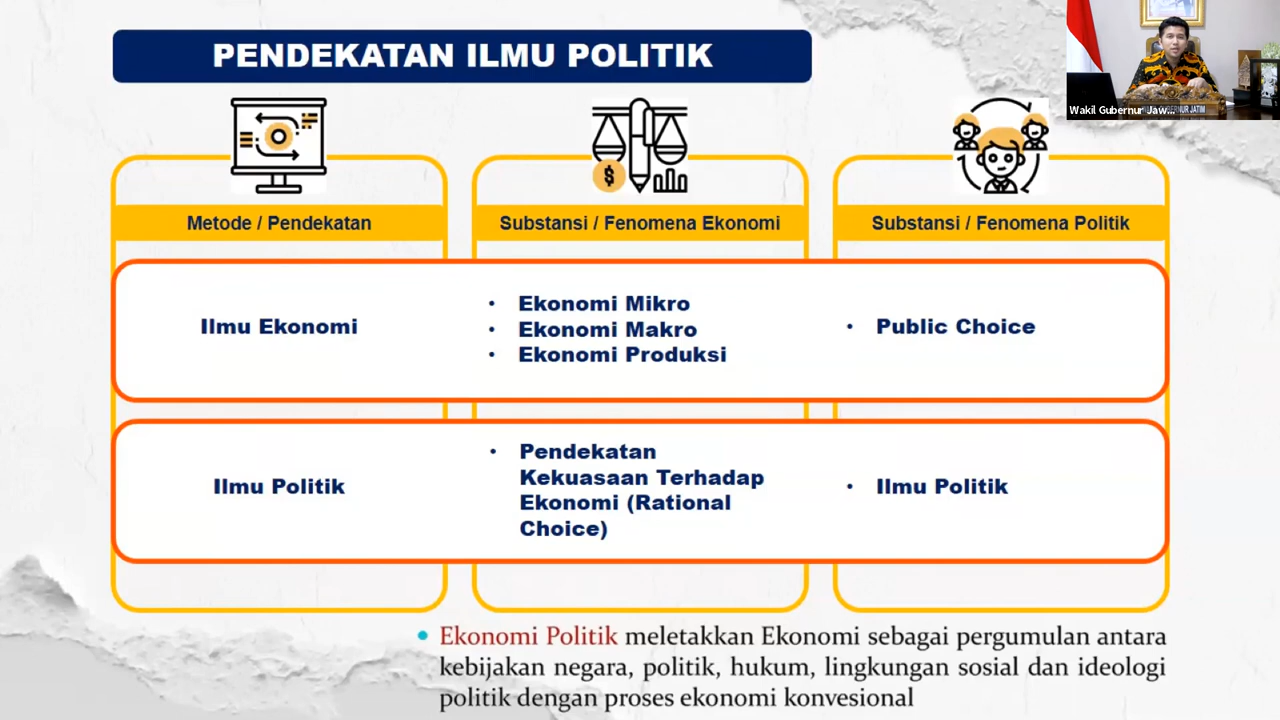 PENDEKATAN ILMU POLITIK
Wakil Gubernur Jaw...
Metode / Pendekatan
Substansi / Fenomena Ekonomi
Substansi / Fenomena Politik
Ilmu Ekonomi
• Ekonomi Mikro
• Ekonomi Makro
• Ekonomi Produksi
• Public Choice
Ilmu Politik
• Pendekatan
Kekuasaan Terhadap
Ekonomi (Rational
Choice)
• Ilmu Politik
• Ekonomi Politik meletakkan Ekonomi sebagai pergumulan antara
kebijakan negara, politik, hukum, lingkungan sosial dan ideologi
politik dengan proses ekonomi konvesional